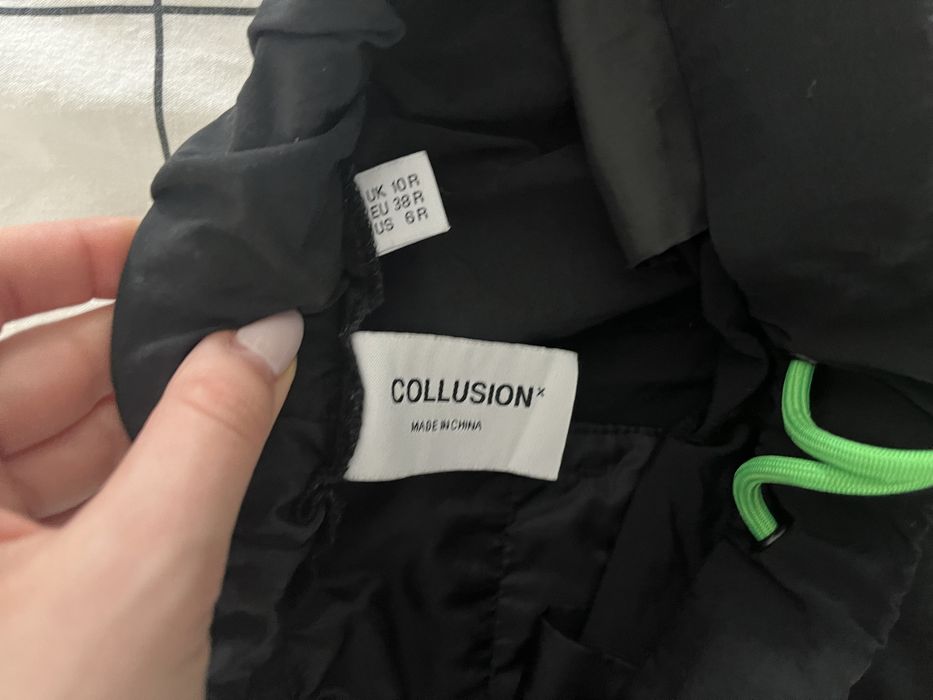 UK 10R
EU 38R
US 6R
COLLUSION×
MADE IN CHINA